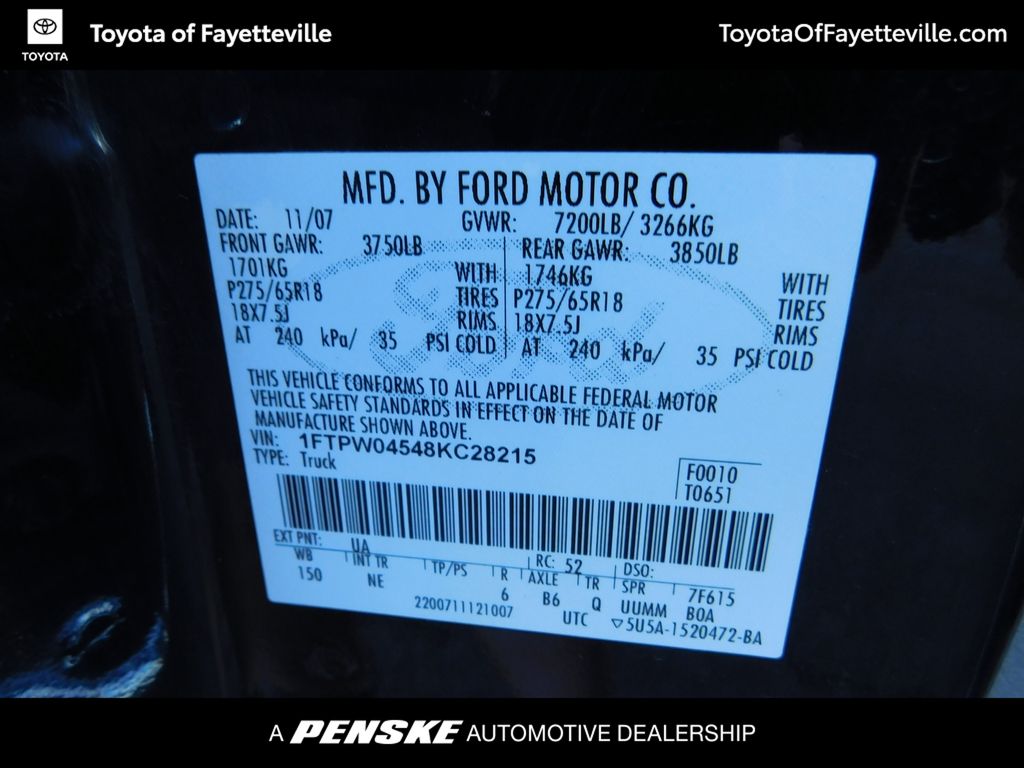 TOYOTA
Toyota of Fayetteville
ToyotaOfFayetteville.com
MFD. BY FORD MOTOR CO.
DATE: 11/07 GVWR: 7200LB/ 3266KG
FRONT GAWR: 3750LB REAR GAWR: 3850LB
1701KG WITH 1746KG WITH
P275/65R18 TIRES P275/65R18 TIRES
18X7.5J RIMS 18X7.5J RIMS
AT 240 kPa/ 35 PSI COLD AT 240 kPa/ 35 PSI COLD
Ford
THIS VEHICLE CONFORMS TO ALL APPLICABLE FEDERAL MOTOR
VEHICLE SAFETY STANDARDS IN EFFECT ON THE DATE OF
MANUFACTURE SHOWN ABOVE.
VIN: 1FTPW04548KC28215
TYPE: Truck
F0010
T0651
EXT PNT: UA RC: 52 DSO:
WB INT TR TP/PS R AXLE TR SPR 7F615
150 NE 6 B6 Q UUMM BOA
2200711121007 UTC ▽5U5A-1520472-BA
A PENSKE AUTOMOTIVE DEALERSHIP